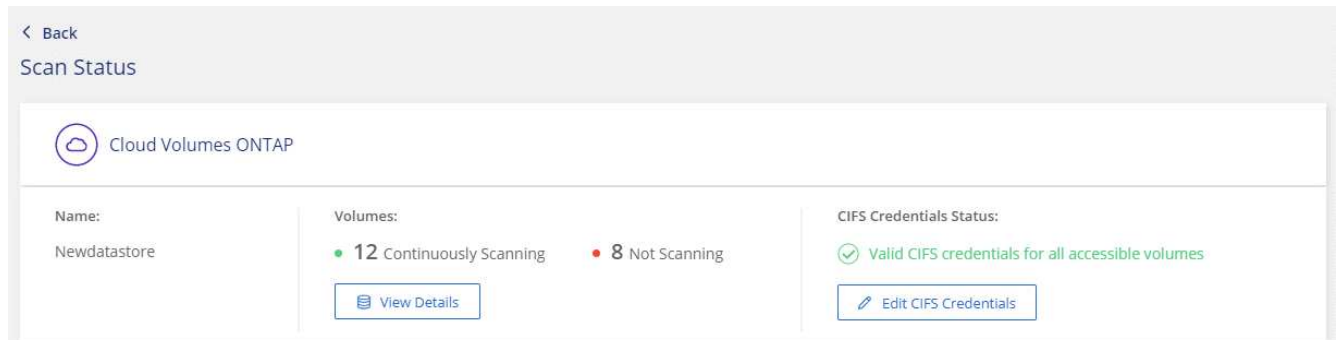 Back
Scan Status
Cloud Volumes ONTAP
Name:
Newdatastore
Volumes:
12 Continuously Scanning
8 Not Scanning
View Details
CIFS Credentials Status:
Valid CIFS credentials for all accessible volumes
Edit CIFS Credentials